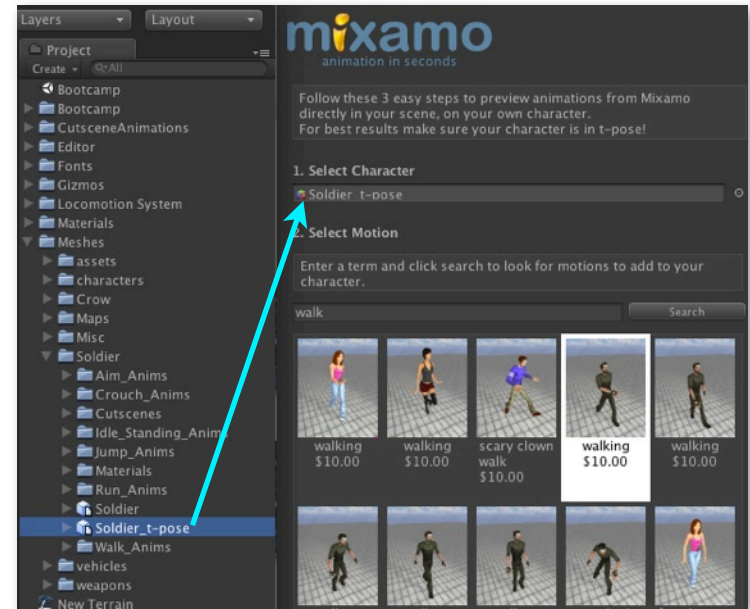 Layers
Layout
Project
Create
All
Bootcamp
Bootcamp
CutsceneAnimations
Editor
Fonts
Gizmos
Locomotion System
Materials
Meshes
assets
characters
Crow
Maps
Misc
Soldier
Aim_Anims
Crouch_Anims
Cutscenes
Idle_Standing_Anims
Jump_Anims
Materials
Run_Anims
Soldier
Soldier_t-pose
Walk_Anims
vehicles
weapons
New Terrain
mixamo
animation in seconds
Follow these 3 easy steps to preview animations from Mixamo
directly in your scene, on your own character.
For best results make sure your character is in t-pose!
1. Select Character
Soldier_t-pose
2. Select Motion
Enter a term and click search to look for motions to add to your
character.
walk
Search
walking
$10.00
walking
$10.00
scary clown
walk
$10.00
walking
$10.00
walking
$10.00